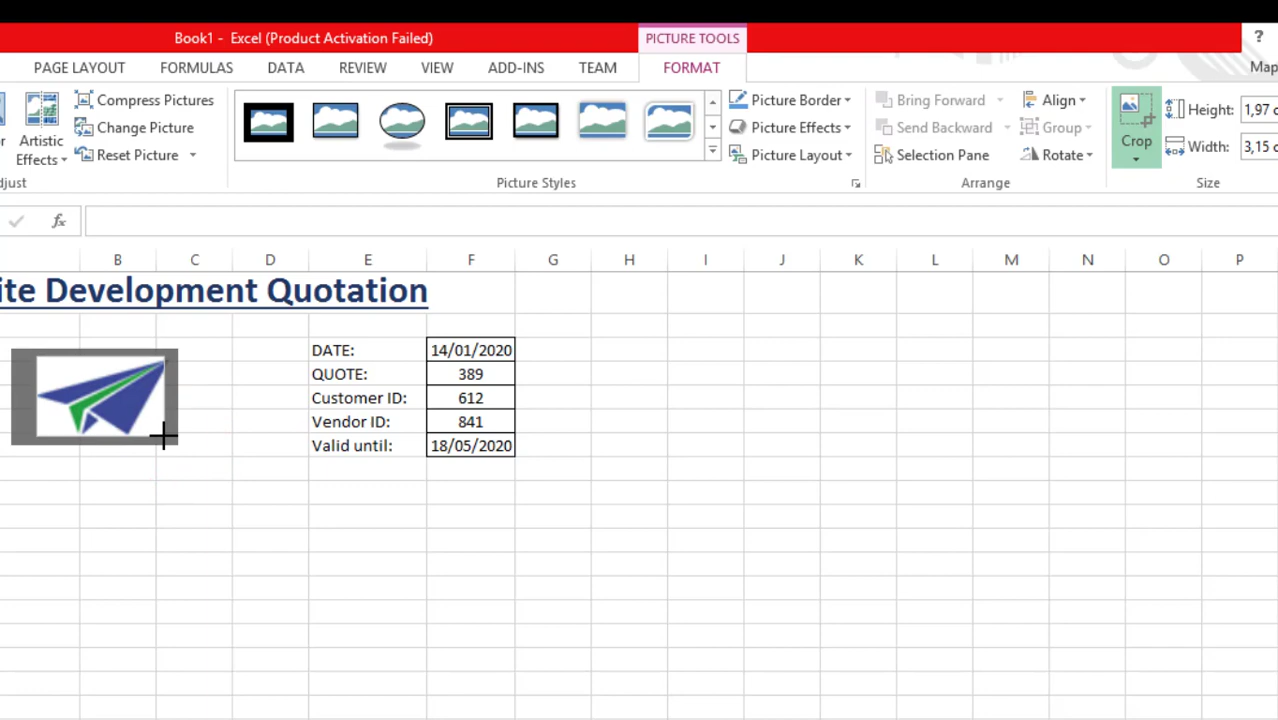 Book1 - Excel (Product Activation Failed)
PICTURE TOOLS
?
PAGE LAYOUT FORMULAS DATA REVIEW VIEW ADD-INS TEAM FORMAT
Compress Pictures
Change Picture
Reset Picture
Artistic
Effects
Picture Border
Picture Effects
Picture Layout
Bring Forward
Send Backward
Selection Pane
Align
Group
Rotate
Crop
Height: 1,97
Width: 3,15
Picture Styles
Arrange
Size
fx
B C D E F G H I J K L M N O P
Development Quotation
DATE: 14/01/2020
QUOTE: 389
Customer ID: 612
Vendor ID: 841
Valid until: 18/05/2020